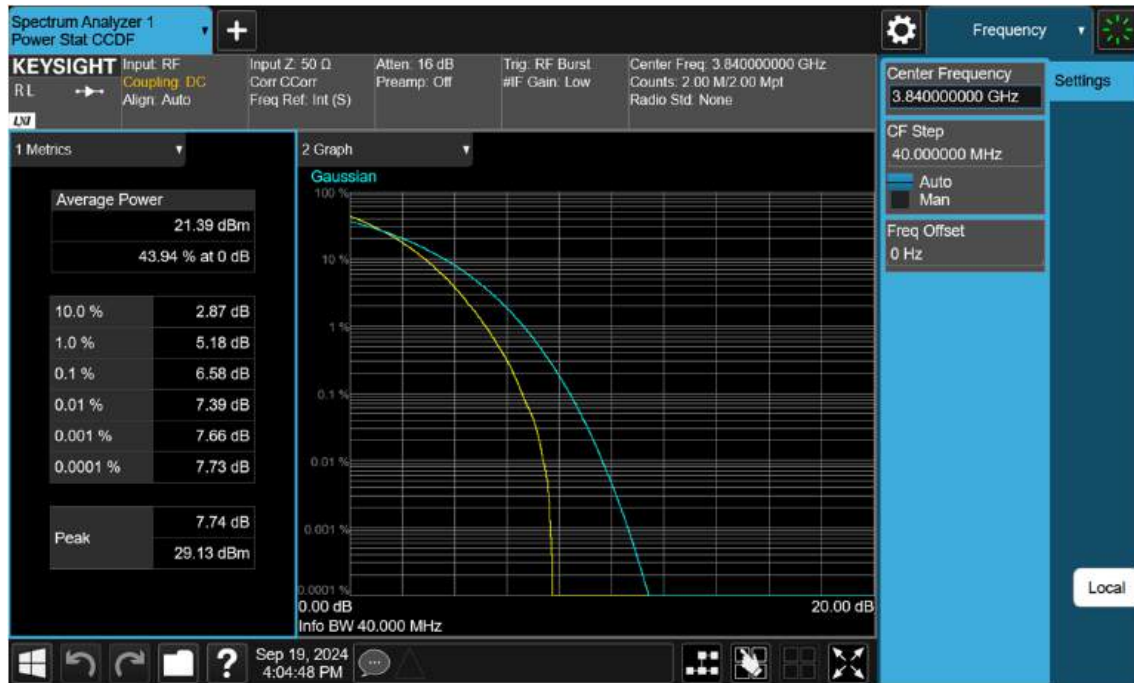 Spectrum Analyzer 1
Power Stat CCDF
+
Frequency
KEYSIGHT
RL
LXI
Input: RF
Coupling: DC
Align: Auto
Input Z: 50 Ω
Corr CCorr
Freq Ref: Int (S)
Atten: 16 dB
Preamp: Off
Trig: RF Burst
#IF Gain: Low
Center Freq: 3.840000000 GHz
Counts: 2.00 M/2.00 Mpt
Radio Std: None
Center Frequency
3.840000000 GHz
Settings
CF Step
40.000000 MHz
Auto
Man
Freq Offset
0 Hz
1 Metrics
Average Power
21.39 dBm
43.94 % at 0 dB
10.0 % 2.87 dB
1.0 % 5.18 dB
0.1 % 6.58 dB
0.01 % 7.39 dB
0.001 % 7.66 dB
0.0001 % 7.73 dB
Peak
7.74 dB
29.13 dBm
2 Graph
Gaussian
100 %
10 %
1 %
0.1 %
0.01 %
0.001 %
0.0001 %
0.00 dB
20.00 dB
Info BW 40.000 MHz
Local
?
Sep 19, 2024
4:04:48 PM